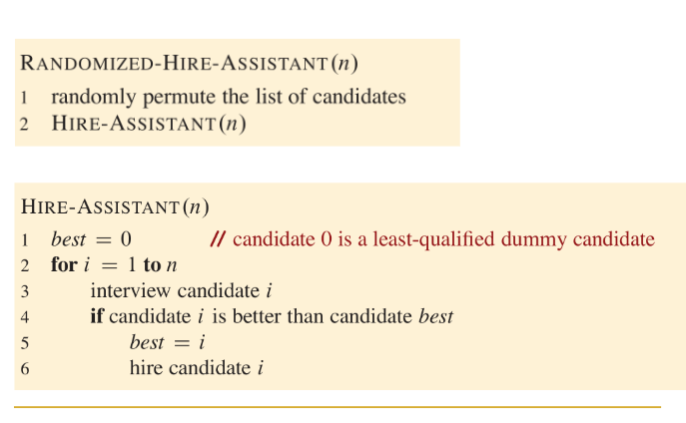 RANDOMIZED-HIRE-ASSISTANT(n)
1 randomly permute the list of candidates
2 HIRE-ASSISTANT(n)
HIRE-ASSISTANT(n)
1 best = 0 // candidate 0 is a least-qualified dummy candidate
2 for i = 1 to n
3 interview candidate i
4 if candidate i is better than candidate best
5 best = i
6 hire candidate i